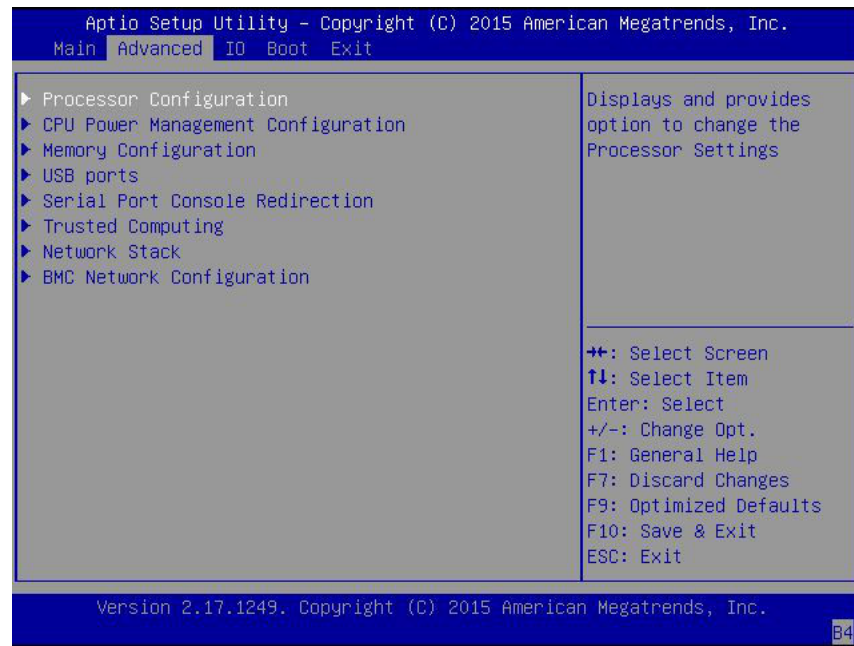 Aptio Setup Utility – Copyright (C) 2015 American Megatrends, Inc.
Main Advanced IO Boot Exit
Processor Configuration
CPU Power Management Configuration
Memory Configuration
USB ports
Serial Port Console Redirection
Trusted Computing
Network Stack
BMC Network Configuration
Displays and provides
option to change the
Processor Settings
→←: Select Screen
↑↓: Select Item
Enter: Select
+/-: Change Opt.
F1: General Help
F7: Discard Changes
F9: Optimized Defaults
F10: Save & Exit
ESC: Exit
Version 2.17.1249. Copyright (C) 2015 American Megatrends, Inc.
B4